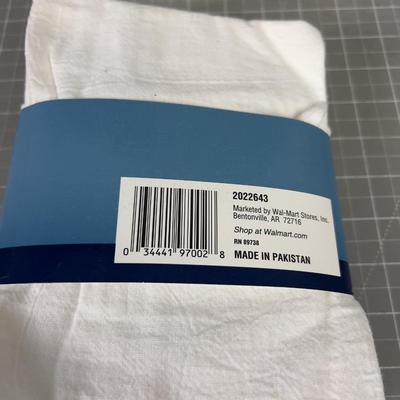 2022643
Marketed by Wal-Mart Stores, Inc.
Bentonville, AR 72716
Shop at Walmart.com
RN 89738
MADE IN PAKISTAN
0 34441 97002 8